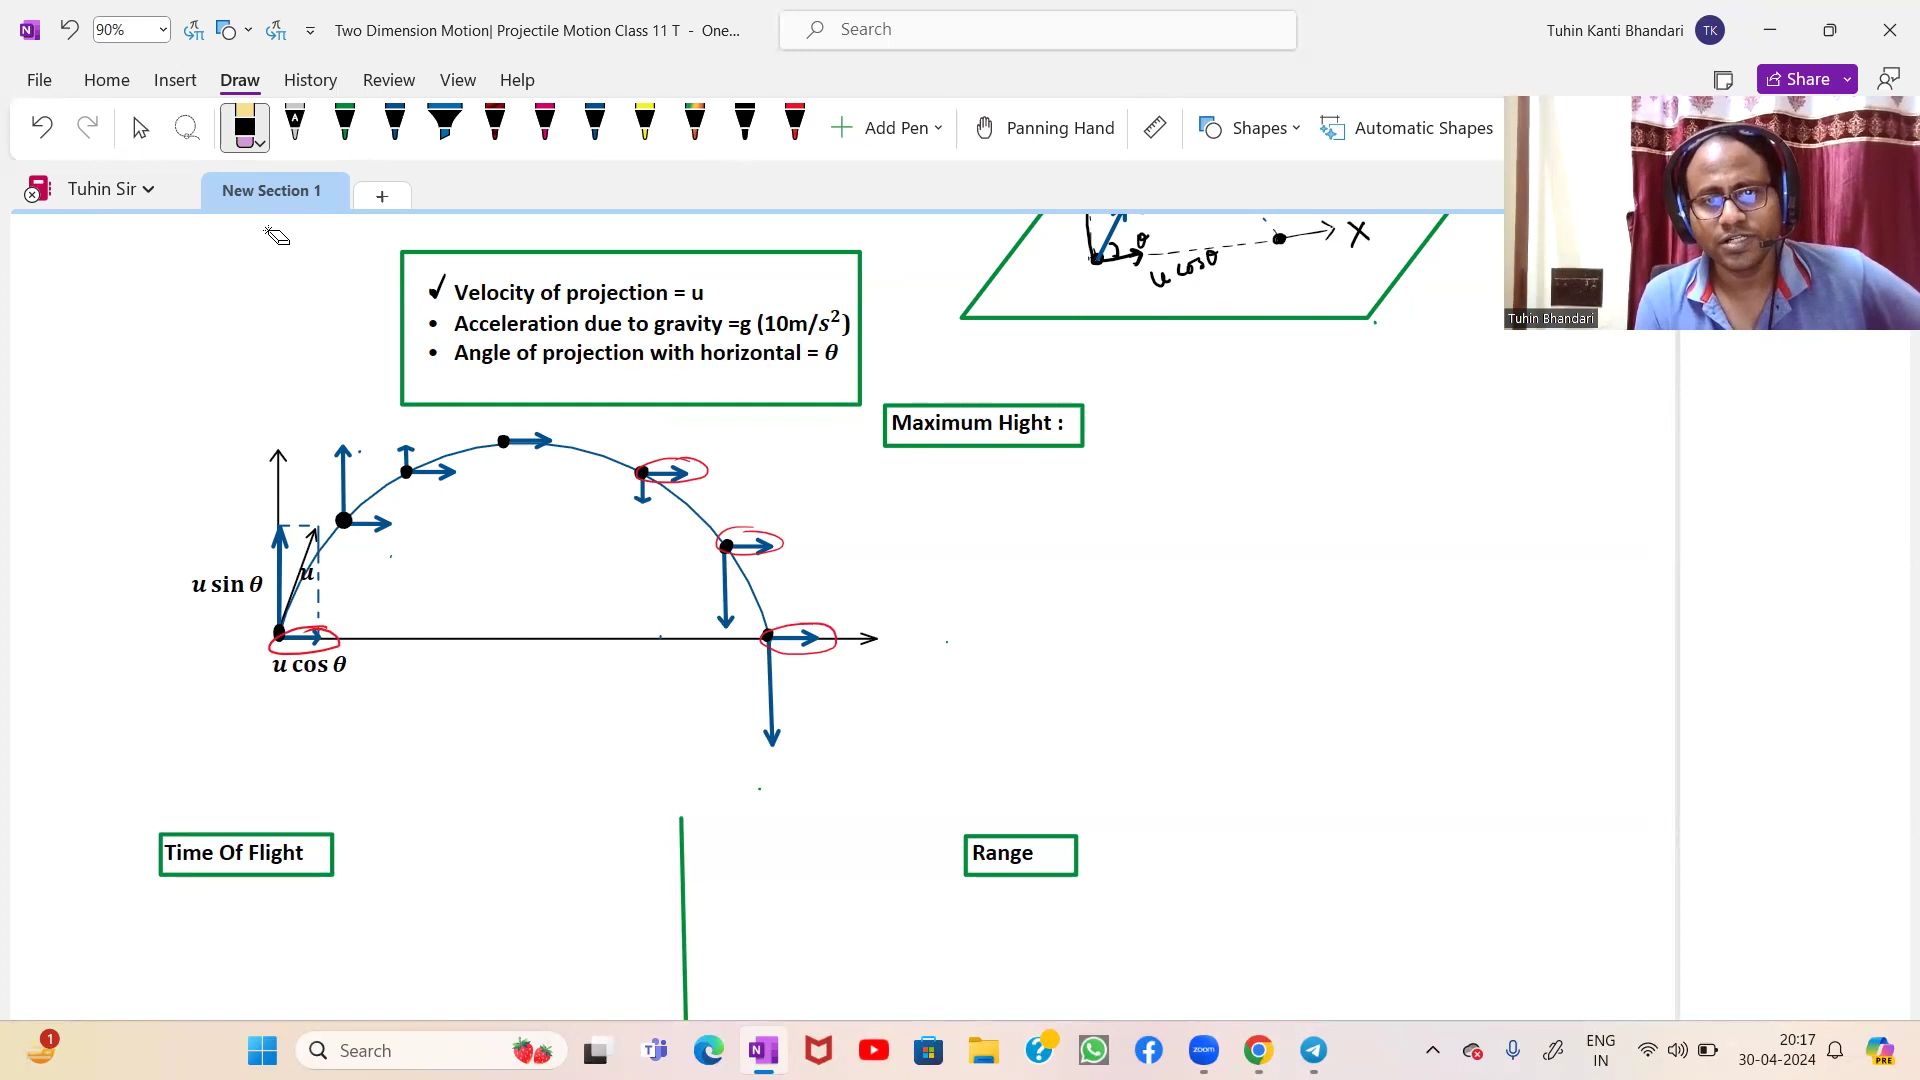 90%
Two Dimension Motion| Projectile Motion Class 11 T - One...
Search
Tuhin Kanti Bhandari
TK
File Home Insert Draw History Review View Help
Share
A
Add Pen
Panning Hand
Shapes
Automatic Shapes
Tuhin Sir
New Section 1
+
Tuhin Bhandari
θ
u cosθ
X
✓ Velocity of projection = u
• Acceleration due to gravity =g (10m/s²)
• Angle of projection with horizontal = θ
Maximum Hight :
u sin θ
u
u cos θ
Time Of Flight
Range
1
Search
zoom
ENG
IN
20:17
30-04-2024
PRE